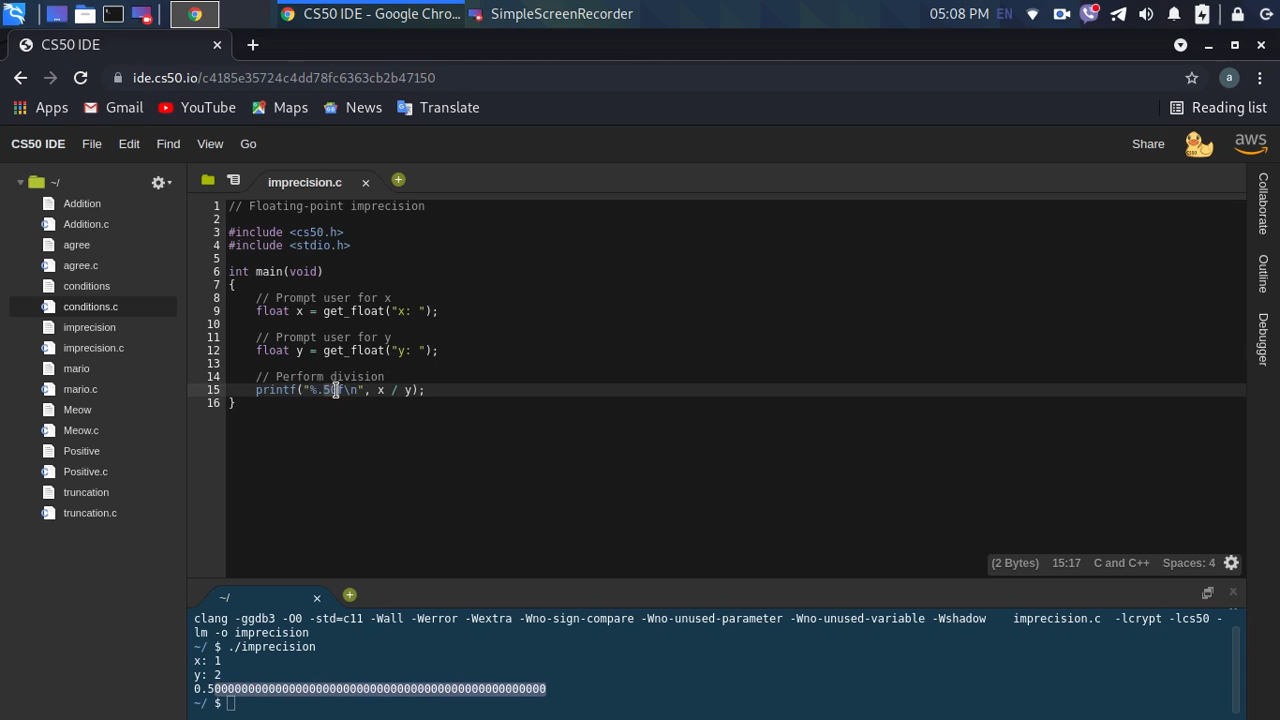 CS50 IDE - Google Chro... SimpleScreenRecorder 05:08 PM EN
CS50 IDE
ide.cs50.io/c4185e35724c4dd78fc6363cb2b47150
Apps Gmail YouTube Maps News Translate Reading list
CS50 IDE File Edit Find View Go Share aws
~/ imprecision.c
Addition
Addition.c
agree
agree.c
conditions
conditions.c
imprecision
imprecision.c
mario
mario.c
Meow
Meow.c
Positive
Positive.c
truncation
truncation.c
1 // Floating-point imprecision
2
3 #include <cs50.h>
4 #include <stdio.h>
5
6 int main(void)
7 {
8 // Prompt user for x
9 float x = get_float("x: ");
10
11 // Prompt user for y
12 float y = get_float("y: ");
13
14 // Perform division
15 printf("%.50f\n", x / y);
16 }
Collaborate
Outline
Debugger
(2 Bytes) 15:17 C and C++ Spaces: 4
~/
clang -ggdb3 -O0 -std=c11 -Wall -Werror -Wextra -Wno-sign-compare -Wno-unused-parameter -Wno-unused-variable -Wshadow imprecision.c -lcrypt -lcs50 -
lm -o imprecision
~/ $ ./imprecision
x: 1
y: 2
0.50000000000000000000000000000000000000000000000000
~/ $